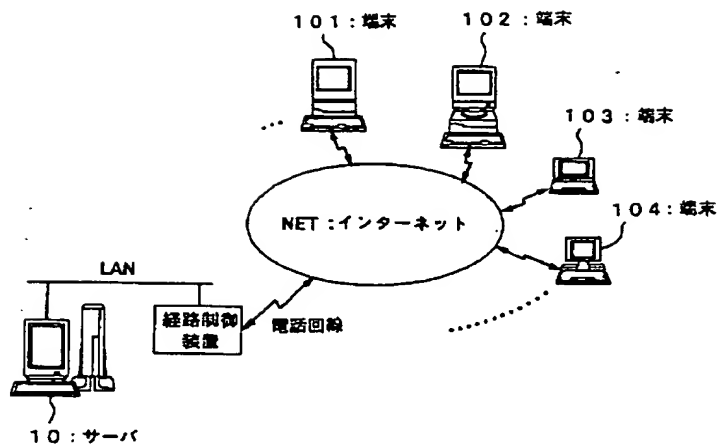 101：端末
102：端末
103：端末
104：端末
NET：インターネット
LAN
経路制御
装置
電話回線
10：サーバ